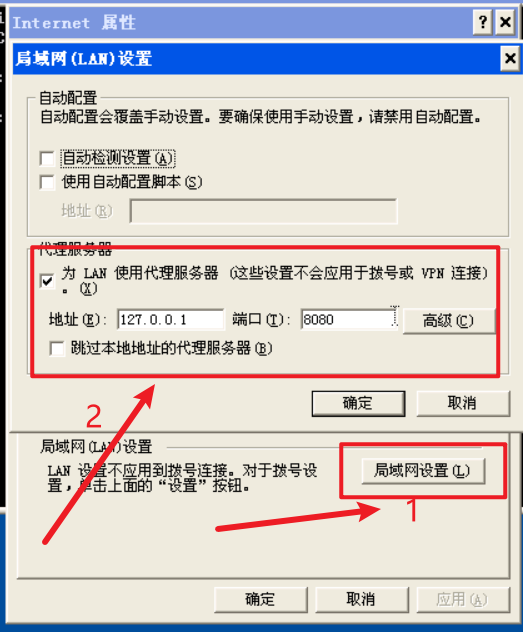 Internet 属性
局域网(LAN)设置
自动配置
自动配置会覆盖手动设置。要确保使用手动设置，请禁用自动配置。
自动检测设置(A)
使用自动配置脚本(S)
地址(R)
代理服务器
为 LAN 使用代理服务器 (这些设置不会应用于拨号或 VPN 连接)
。(X)
地址(E): 127.0.0.1 端口(T): 8080 高级(C)
跳过本地地址的代理服务器(B)
确定 取消
2
局域网(LAN)设置
LAN 设置不应用到拨号连接。对于拨号设
置，单击上面的“设置”按钮。
局域网设置(L)
1
确定 取消 应用(A)